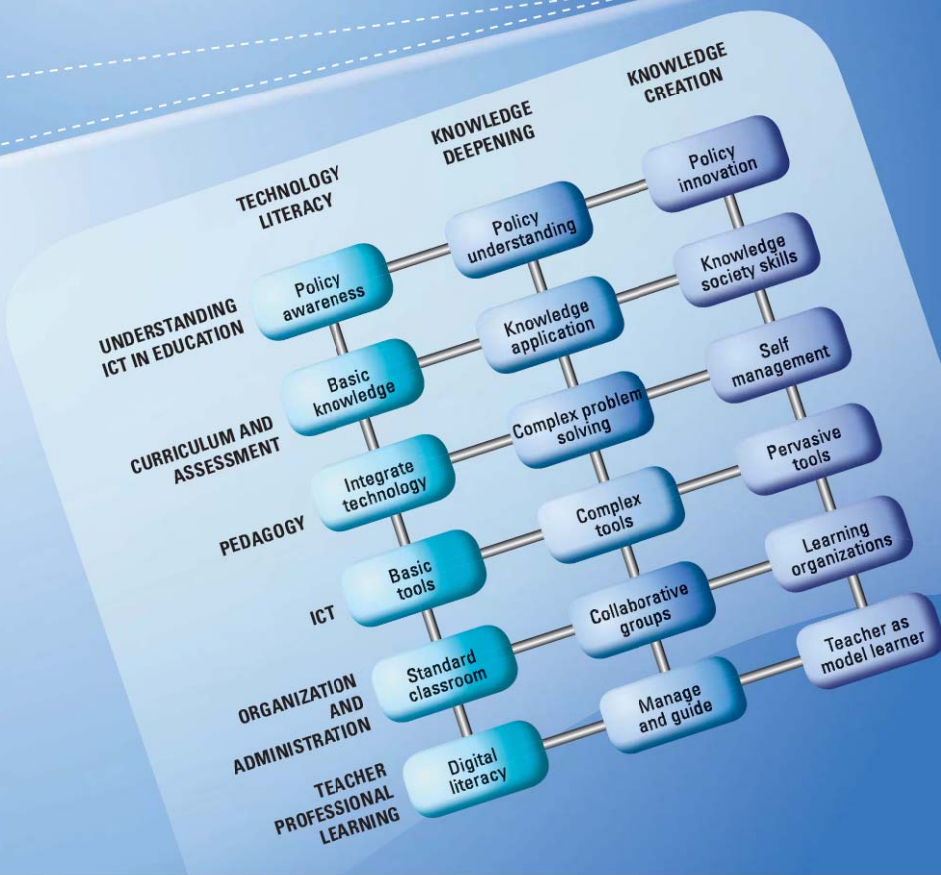 TECHNOLOGY
LITERACY
KNOWLEDGE
DEEPENING
KNOWLEDGE
CREATION
UNDERSTANDING
ICT IN EDUCATION
Policy
awareness
Policy
understanding
Policy
innovation
CURRICULUM AND
ASSESSMENT
Basic
knowledge
Knowledge
application
Knowledge
society skills
PEDAGOGY
Integrate
technology
Complex problem
solving
Self
management
ICT
Basic
tools
Complex
tools
Pervasive
tools
ORGANIZATION
AND
ADMINISTRATION
Standard
classroom
Collaborative
groups
Learning
organizations
TEACHER
PROFESSIONAL
LEARNING
Digital
literacy
Manage
and guide
Teacher as
model learner